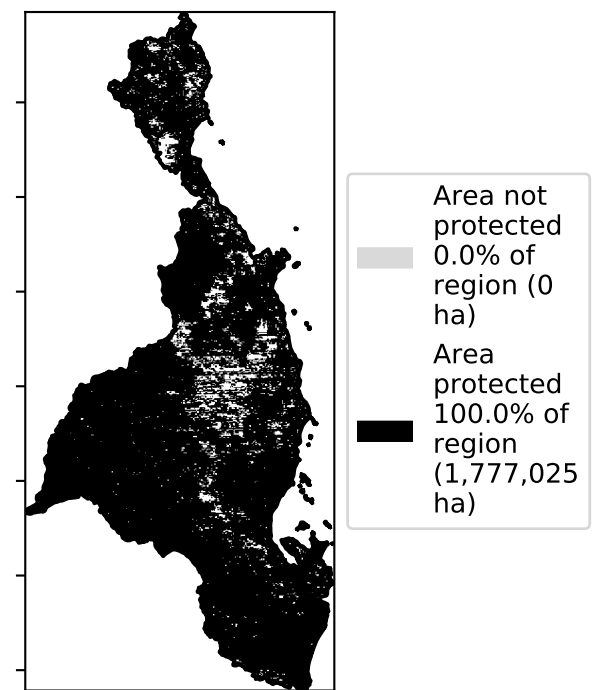 Area not
protected
0.0% of
region (0
ha)
Area
protected
100.0% of
region
(1,777,025
ha)